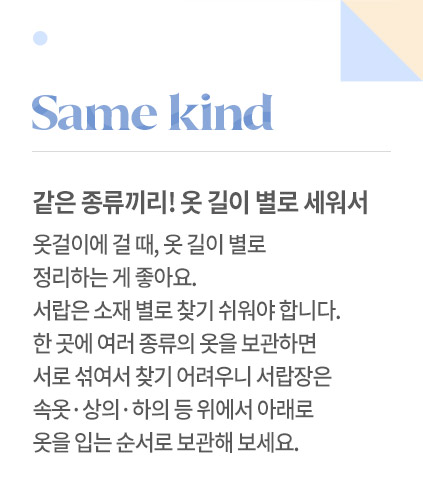 Same kind
같은 종류끼리! 옷 길이 별로 세워서
옷걸이에 걸 때, 옷 길이 별로
정리하는 게 좋아요.
서랍은 소재 별로 찾기 쉬워야 합니다.
한 곳에 여러 종류의 옷을 보관하면
서로 섞여서 찾기 어려우니 서랍장은
속옷·상의·하의 등 위에서 아래로
옷을 입는 순서로 보관해 보세요.